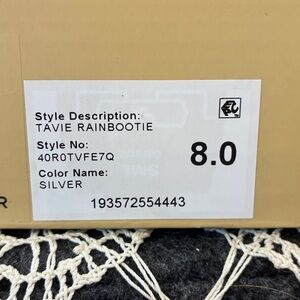 Style Description:
TAVIE RAINBOOTIE
Style No:
40R0TVFE7Q
8.0
Color Name:
SILVER
193572554443
R